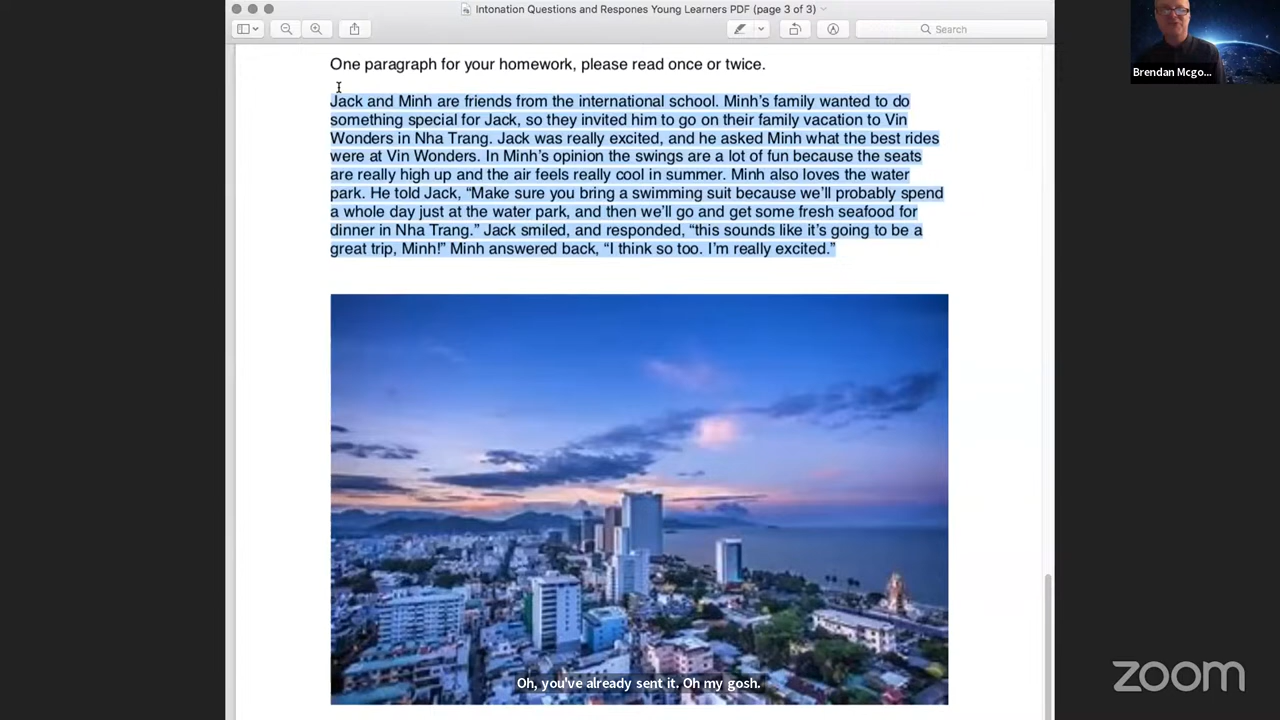 Intonation Questions and Respones Young Learners PDF (page 3 of 3)
Search
Brendan Mcgo...
One paragraph for your homework, please read once or twice.
Jack and Minh are friends from the international school. Minh's family wanted to do
something special for Jack, so they invited him to go on their family vacation to Vin
Wonders in Nha Trang. Jack was really excited, and he asked Minh what the best rides
were at Vin Wonders. In Minh's opinion the swings are a lot of fun because the seats
are really high up and the air feels really cool in summer. Minh also loves the water
park. He told Jack, “Make sure you bring a swimming suit because we'll probably spend
a whole day just at the water park, and then we'll go and get some fresh seafood for
dinner in Nha Trang.” Jack smiled, and responded, “this sounds like it's going to be a
great trip, Minh!” Minh answered back, “I think so too. I'm really excited.”
Oh, you've already sent it. Oh my gosh.
zoom